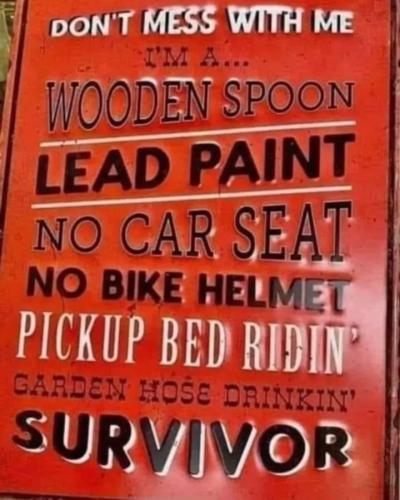 DON'T MESS WITH ME
I'M A...
WOODEN SPOON
LEAD PAINT
NO CAR SEAT
NO BIKE HELMET
PICKUP BED RIDIN'
GARDEN HOSE DRINKIN'
SURVIVOR